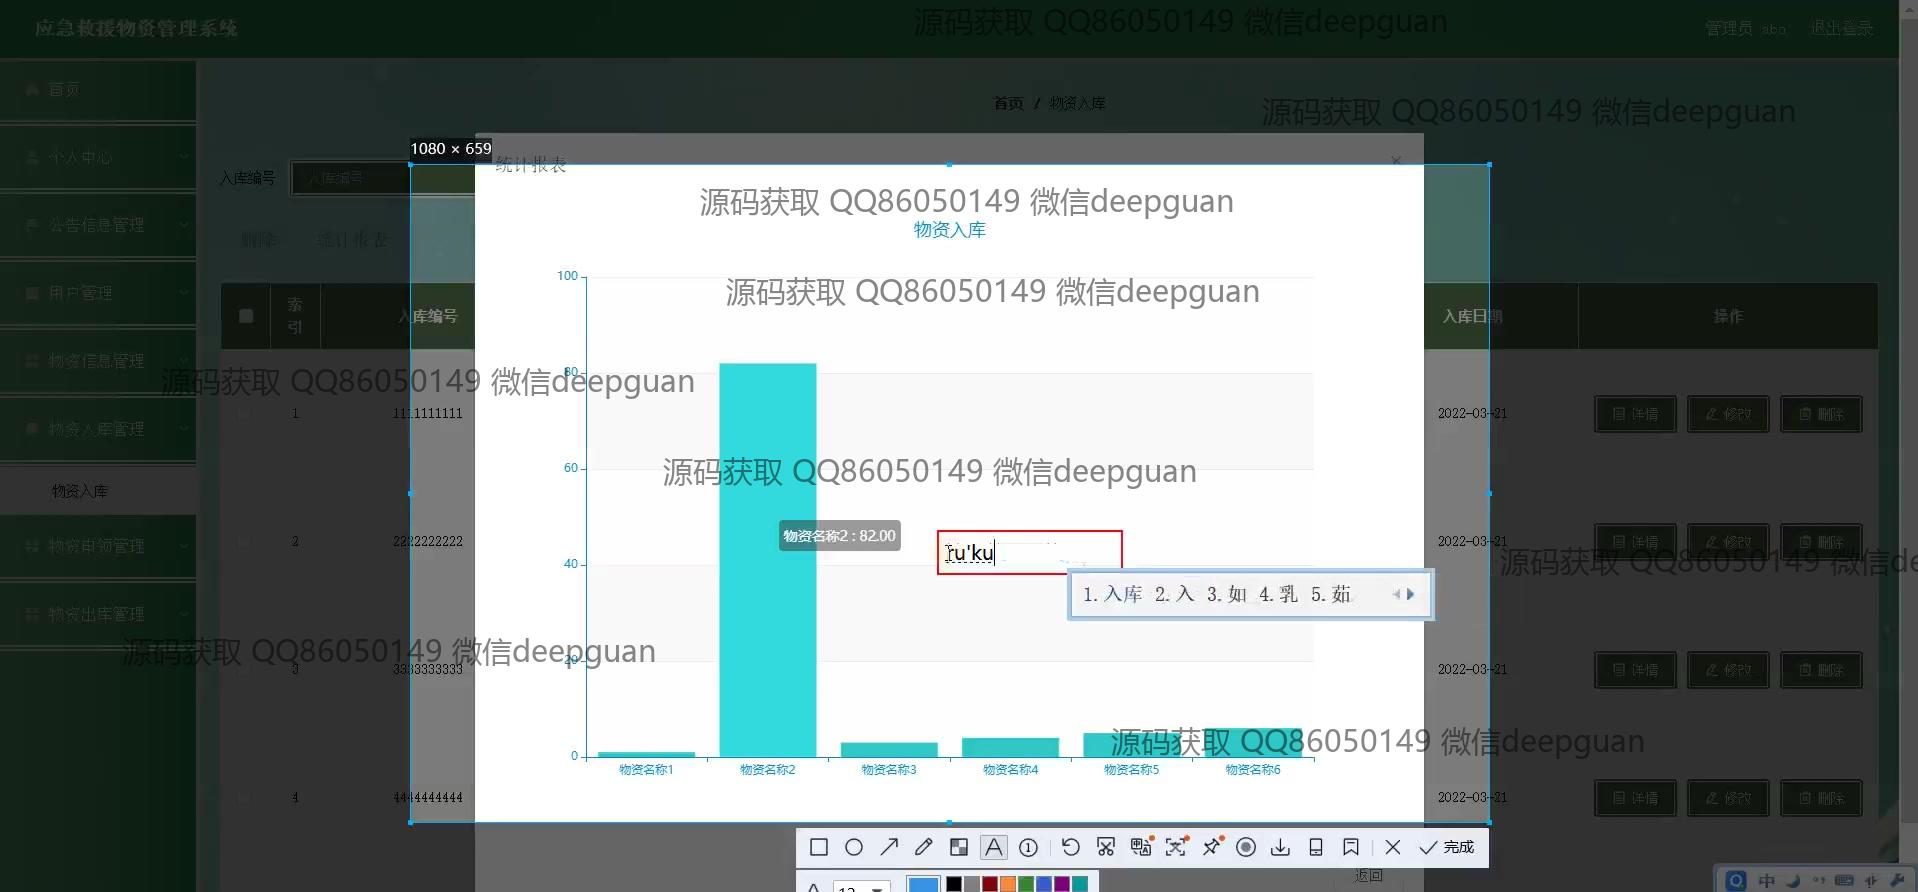 应急救援物资管理系统
源码获取 QQ86050149 微信deepguan
管理员 abo
退出登录
首页
个人中心
公告信息管理
用户管理
物资信息管理
物资入库管理
物资入库
物资申领管理
物资出库管理
首页 / 物资入库
源码获取 QQ86050149 微信deepguan
1080 × 659
统计报表
×
入库编号
入库编号
源码获取 QQ86050149 微信deepguan
物资入库
删除
统计报表
源码获取 QQ86050149 微信deepguan
索引
入库编号
入库日期
操作
100
80
60
40
20
0
物资名称1
物资名称2
物资名称3
物资名称4
物资名称5
物资名称6
物资名称2 : 82.00
ru'ku
1.入库 2.入 3.如 4.乳 5.茹
源码获取 QQ86050149 微信deepguan
1 1111111111 2022-03-21 详情 修改 删除
源码获取 QQ86050149 微信deepguan
2 2222222222 2022-03-21 详情 修改 删除
源码获取 QQ86050149 微信deepguan
源码获取 QQ86050149 微信de
3 3333333333 2022-03-21 详情 修改 删除
源码获取 QQ86050149 微信deepguan
4 4444444444 2022-03-21 详情 修改 删除
完成
返回
12
中